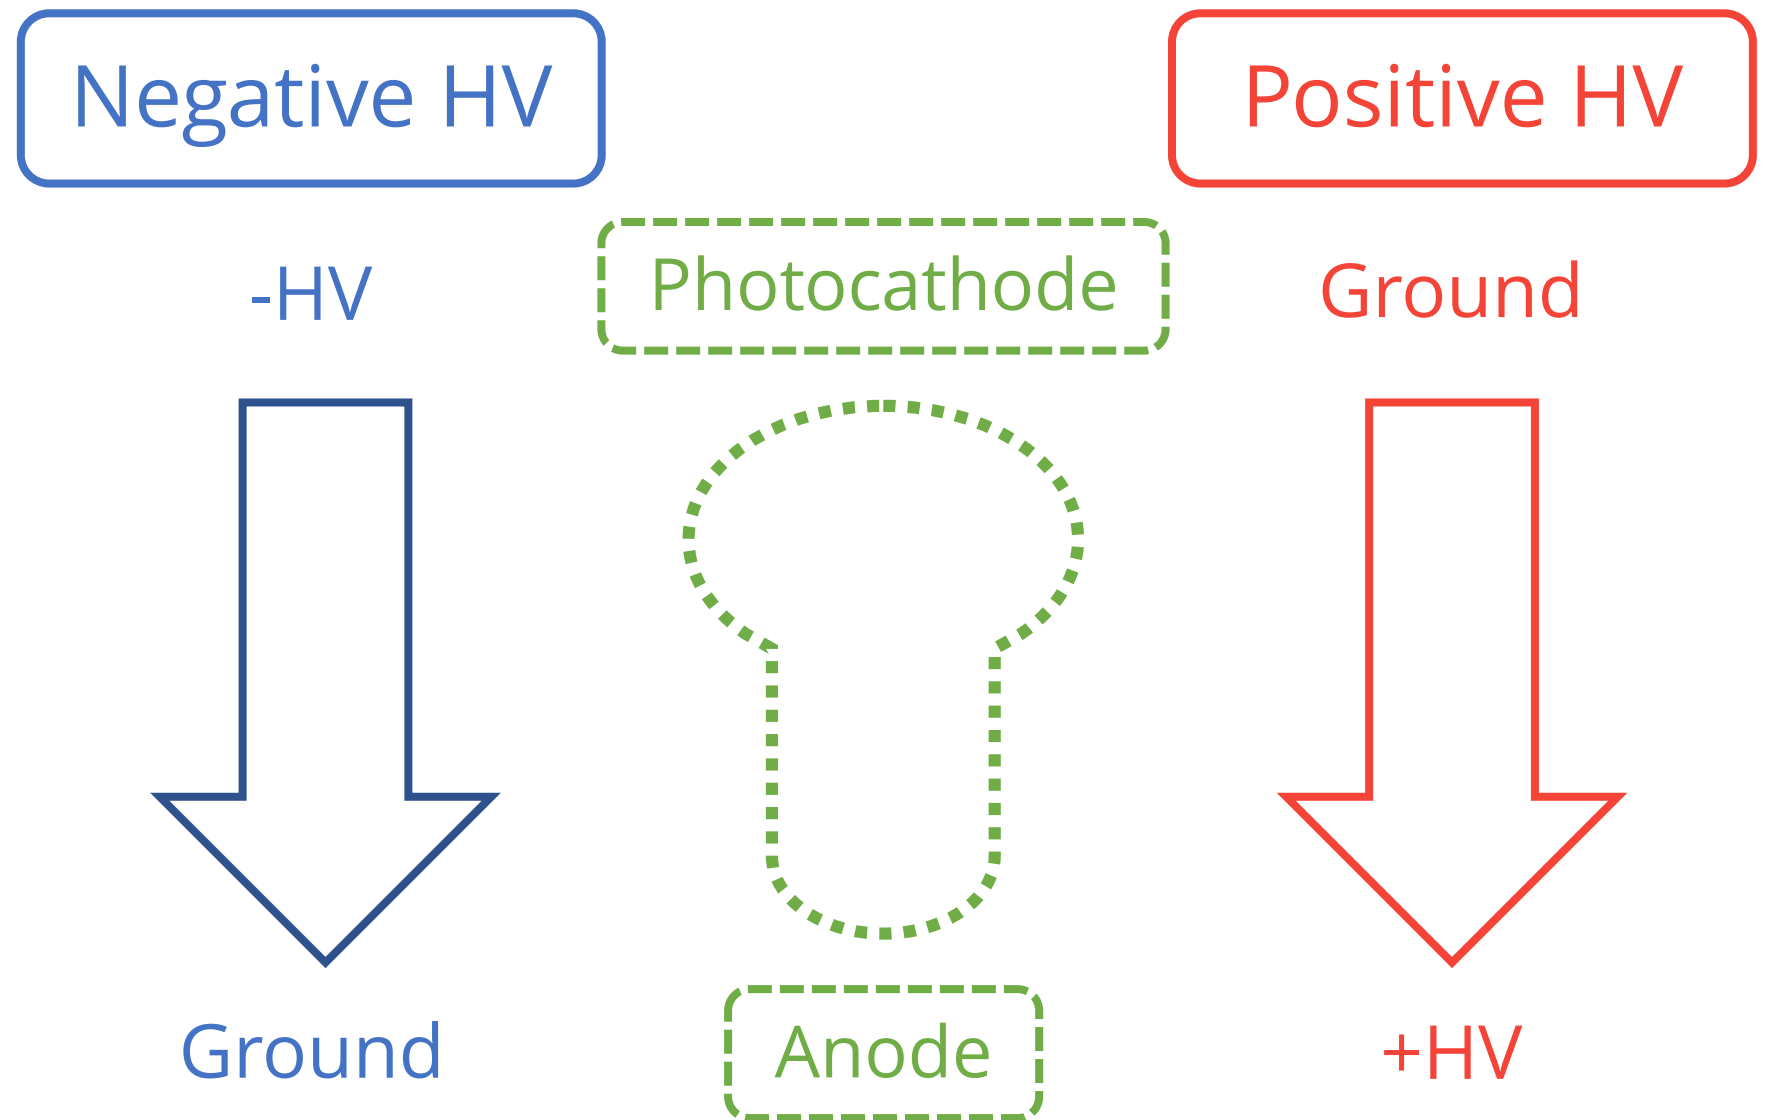 Negative HV
Positive HV
-HV
Photocathode
Ground
Ground
Anode
+HV